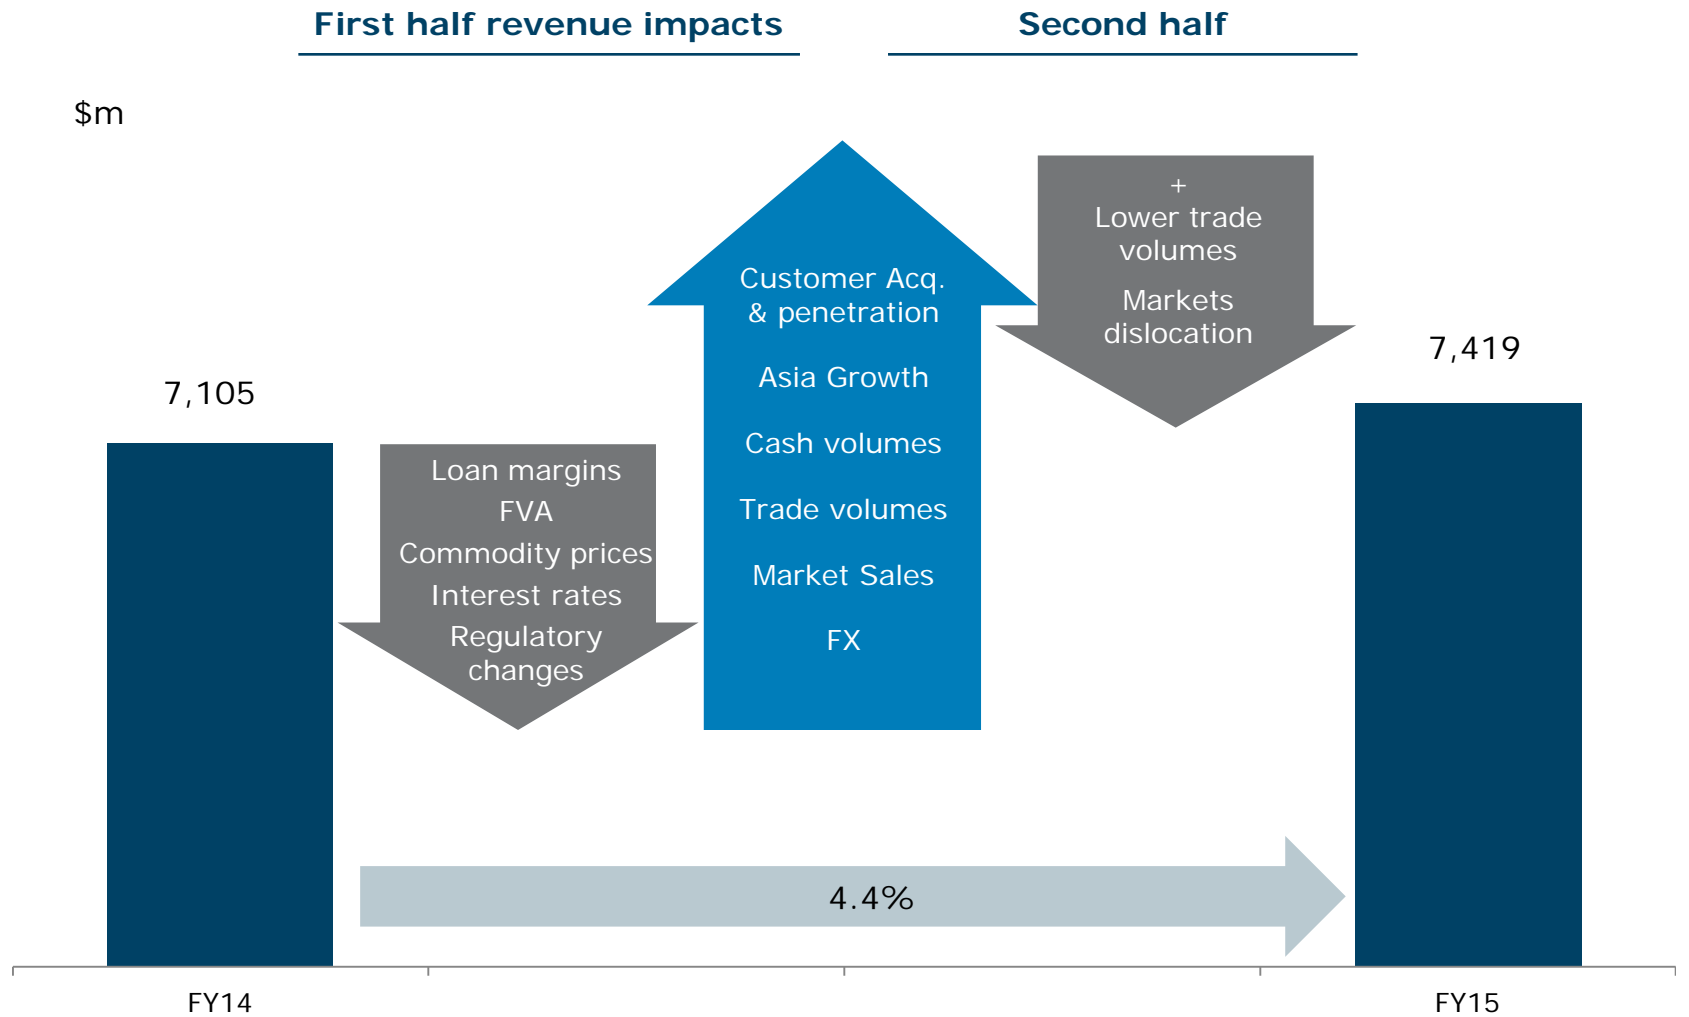 First half revenue impacts
Second half
$m
+
Lower trade
volumes
Markets
dislocation
Customer Acq.
& penetration
Asia Growth
Cash volumes
Trade volumes
Market Sales
FX
7,419
7,105
Loan margins
FVA
Commodity prices
Interest rates
Regulatory
changes
4.4%
FY14
FY15